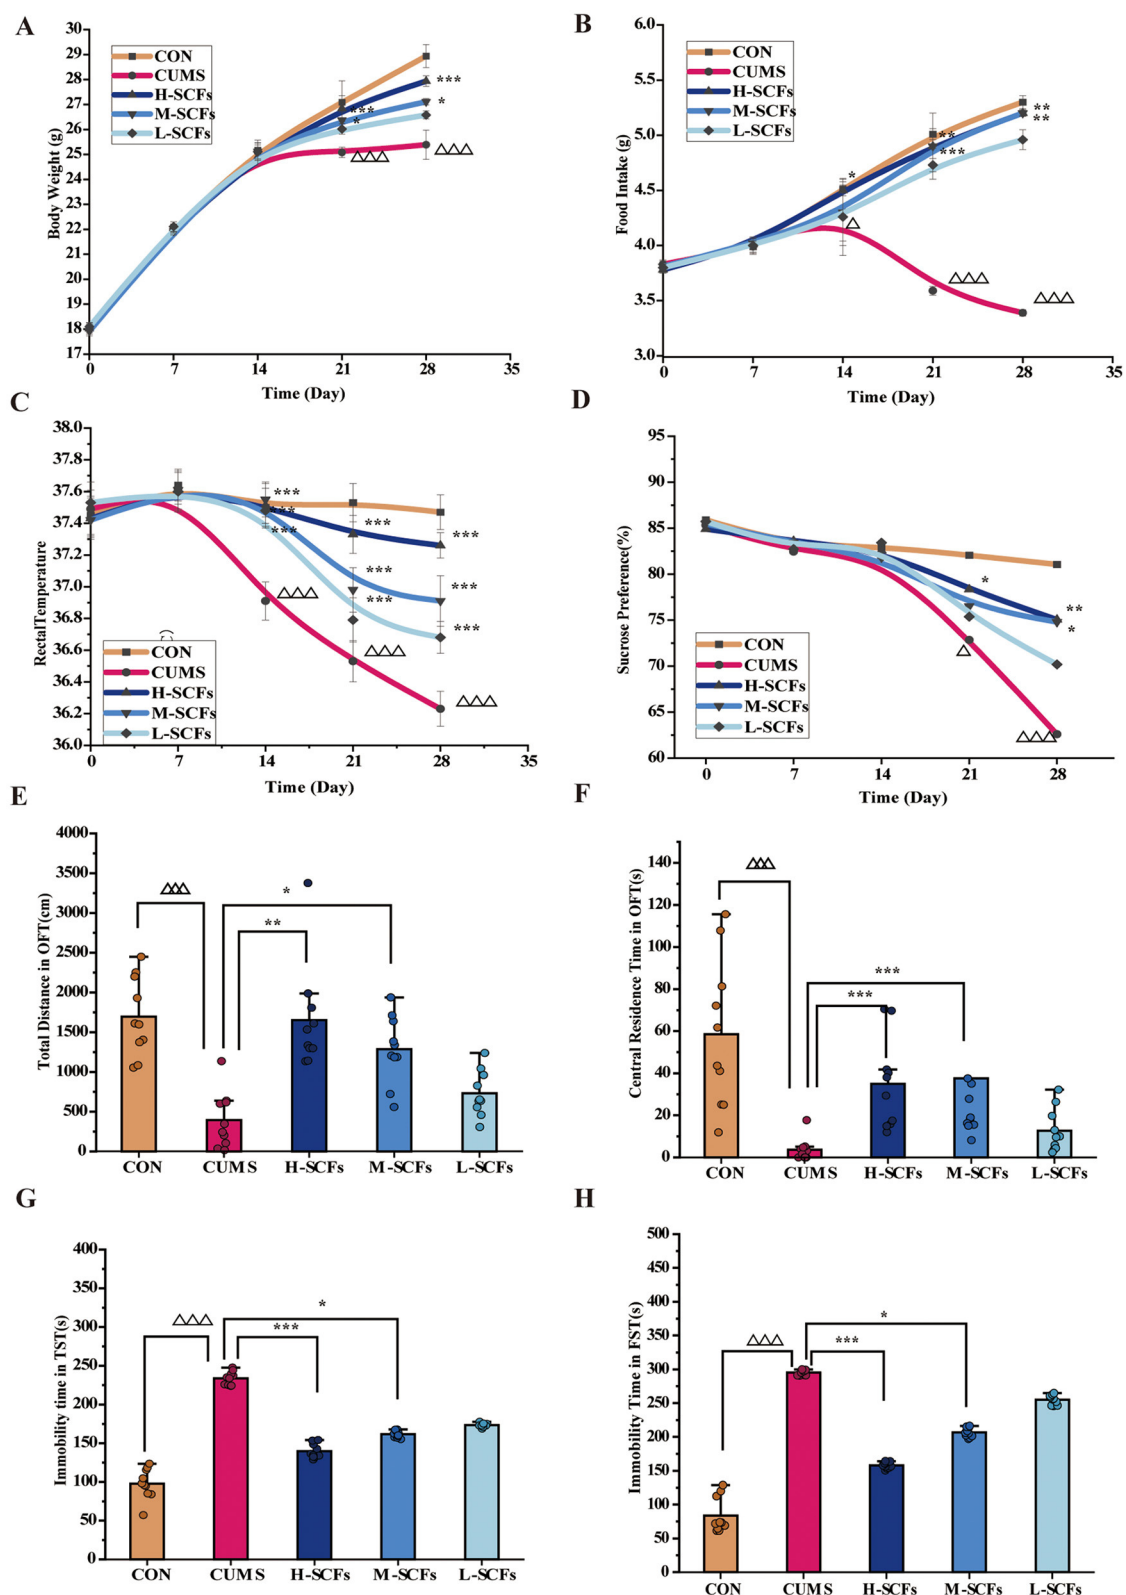 A
Body Weight (g)
30
29
28
27
26
25
24
23
22
21
20
19
18
17
CON
CUMS
H-SCFs
M-SCFs
L-SCFs
***
*
***
*
△△△
△△△
0
7
14
21
28
35
Time (Day)
B
Food Intake (g)
6.0
5.5
5.0
4.5
4.0
3.5
3.0
CON
CUMS
H-SCFs
M-SCFs
L-SCFs
*
**
***
**
**
△
△△△
△△△
0
7
14
21
28
35
Time (Day)
C
RectalTemperature
38.0
37.8
37.6
37.4
37.2
37.0
36.8
36.6
36.4
36.2
36.0
***
***
***
***
***
***
***
***
***
△△△
△△△
△△△
CON
CUMS
H-SCFs
M-SCFs
L-SCFs
0
7
14
21
28
35
Time (Day)
D
Sucrose Preference(%)
95
90
85
80
75
70
65
60
*
**
*
△
△△△
CON
CUMS
H-SCFs
M-SCFs
L-SCFs
0
7
14
21
28
Time (Day)
E
Total Distance in OFT(cm)
4000
3500
3000
2500
2000
1500
1000
500
0
△△△
*
**
CON
CUMS
H-SCFs
M-SCFs
L-SCFs
F
Central Residence Time in OFT(s)
140
120
100
80
60
40
20
0
△△△
***
***
CON
CUMS
H-SCFs
M-SCFs
L-SCFs
G
Immobility time in TST(s)
400
350
300
250
200
150
100
50
0
△△△
*
***
CON
CUMS
H-SCFs
M-SCFs
L-SCFs
H
Immobility Time in FST(s)
500
450
400
350
300
250
200
150
100
50
0
△△△
*
***
CON
CUMS
H-SCFs
M-SCFs
L-SCFs